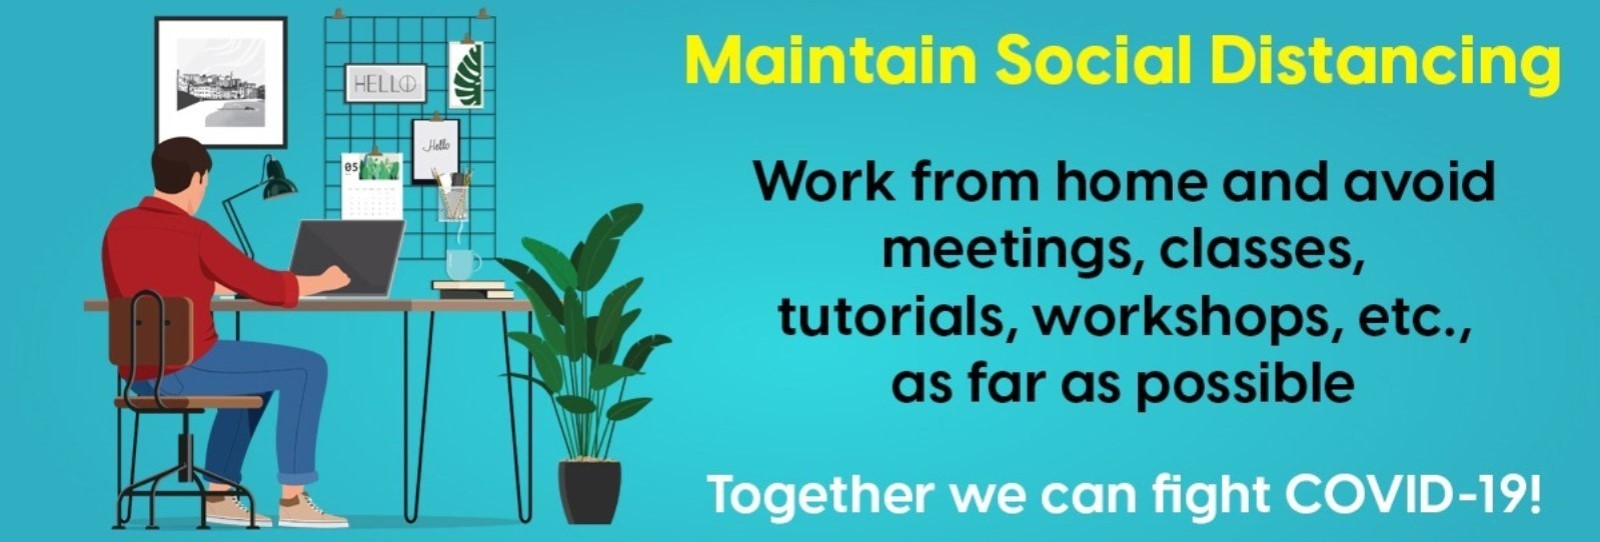 HELLO
Hello
05
Maintain Social Distancing
Work from home and avoid
meetings, classes,
tutorials, workshops, etc.,
as far as possible
Together we can fight COVID-19!